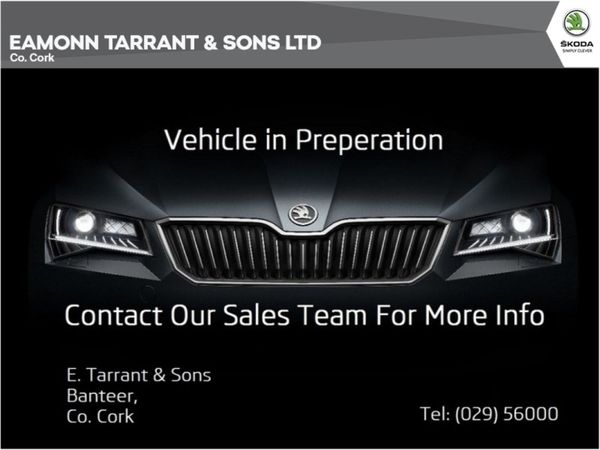 EAMONN TARRANT & SONS LTD
Co. Cork
ŠKODA
SIMPLY CLEVER
Vehicle in Preperation
Contact Our Sales Team For More Info
E. Tarrant & Sons
Banteer,
Co. Cork
Tel: (029) 56000